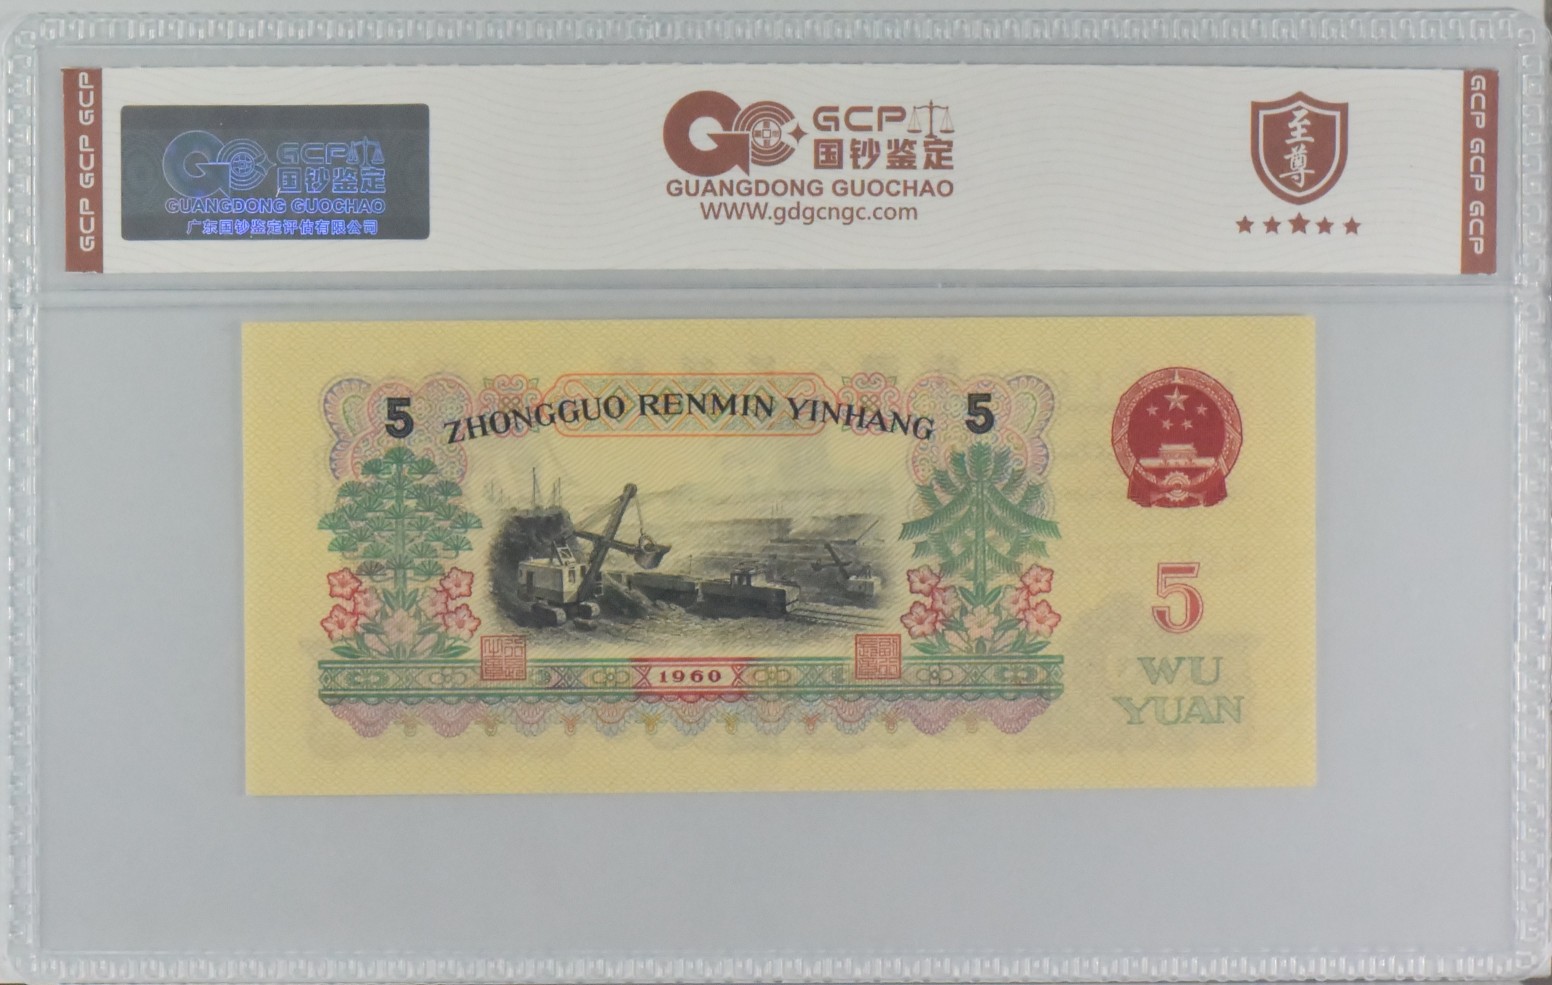 GCP GCP GCP
GCP
国钞鉴定
GUANGDONG GUOCHAO
广东国钞鉴定评估有限公司
GCP
国钞鉴定
GUANGDONG GUOCHAO
WWW.gdgcngc.com
至尊
GCP GCP GCP
5 ZHONGGUO RENMIN YINHANG 5
1960
5
WU
YUAN